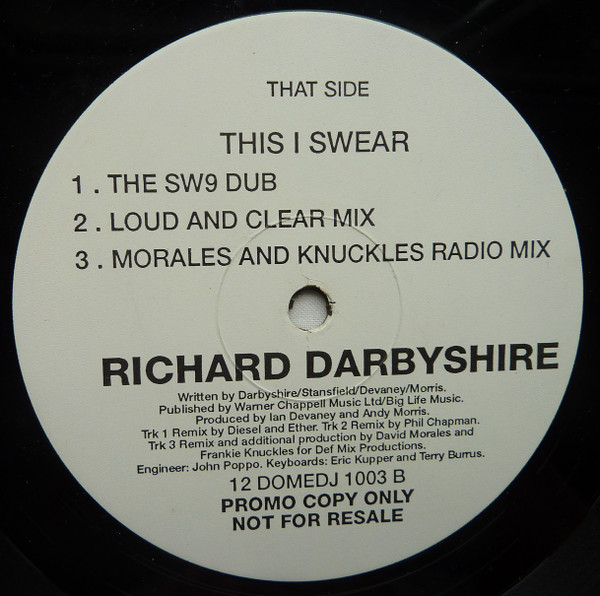 THAT SIDE
THIS I SWEAR
1 . THE SW9 DUB
2 . LOUD AND CLEAR MIX
3 . MORALES AND KNUCKLES RADIO MIX
RICHARD DARBYSHIRE
Written by Darbyshire/Stansfield/Devaney/Morris.
Published by Warner Chappell Music Ltd/Big Life Music.
Produced by Ian Devaney and Andy Morris.
Trk 1 Remix by Diesel and Ether. Trk 2 Remix by Phil Chapman.
Trk 3 Remix and additional production by David Morales and
Frankie Knuckles for Def Mix Productions.
Engineer: John Poppo. Keyboards: Eric Kupper and Terry Burrus.
12 DOMEDJ 1003 B
PROMO COPY ONLY
NOT FOR RESALE